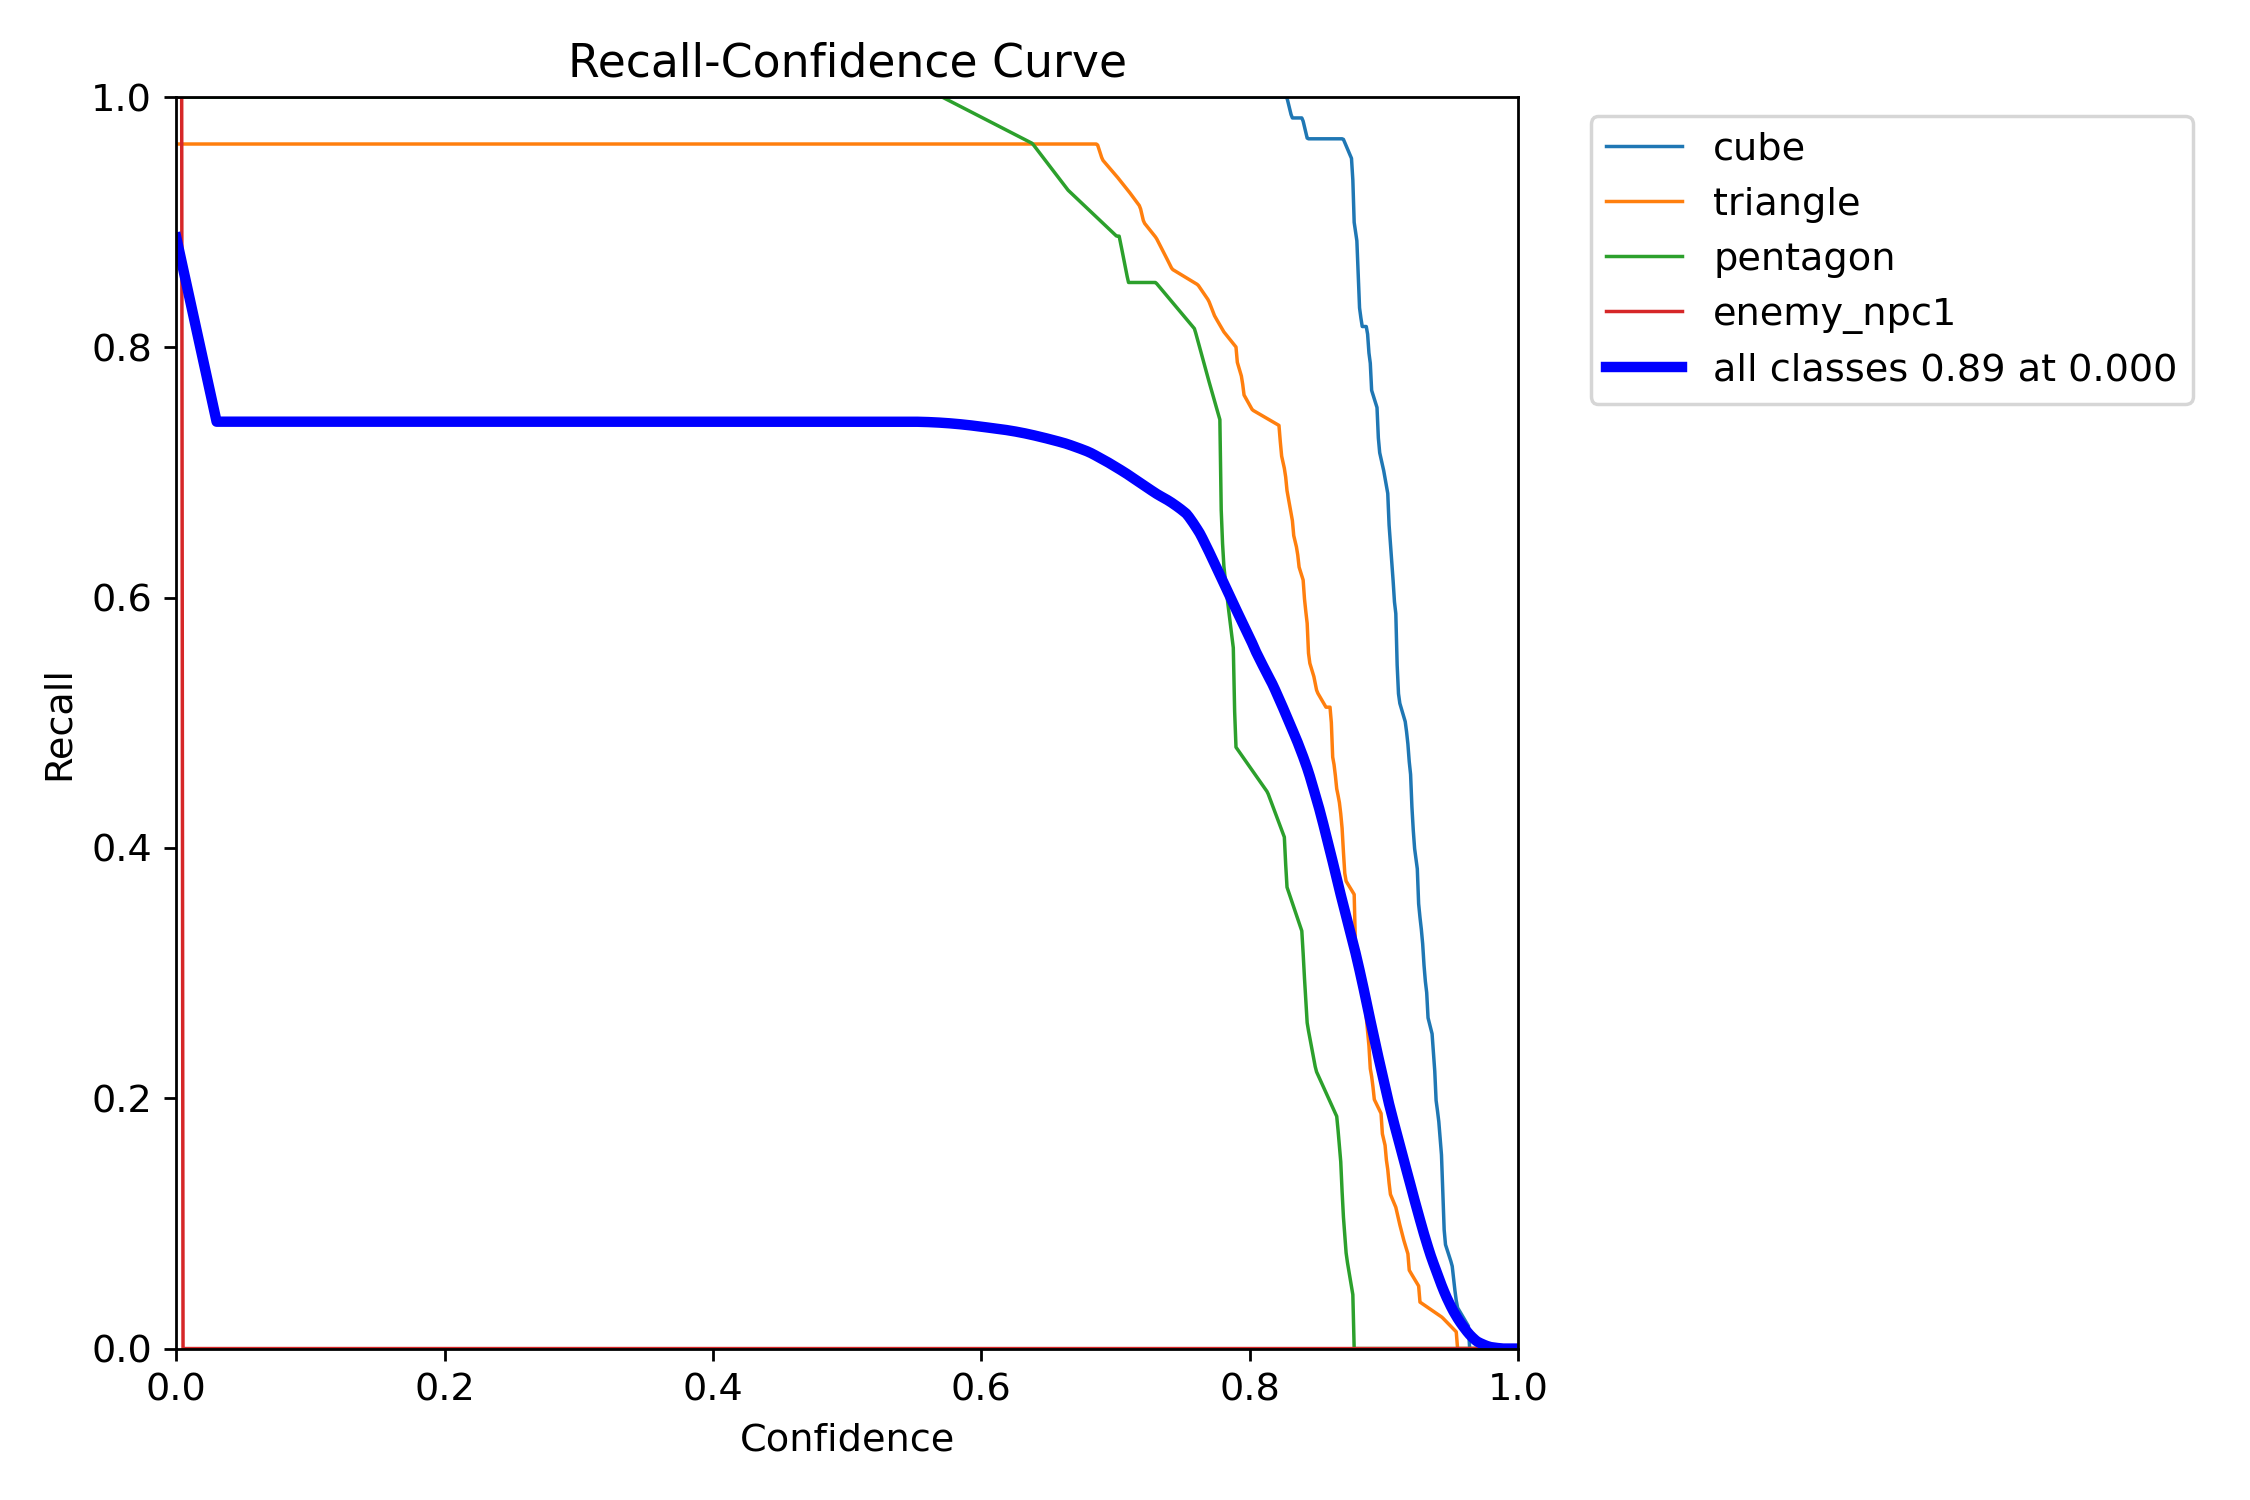 Recall-Confidence Curve
1.0
0.8
0.6
0.4
0.2
0.0
Recall
0.0 0.2 0.4 0.6 0.8 1.0
Confidence
cube
triangle
pentagon
enemy_npc1
all classes 0.89 at 0.000